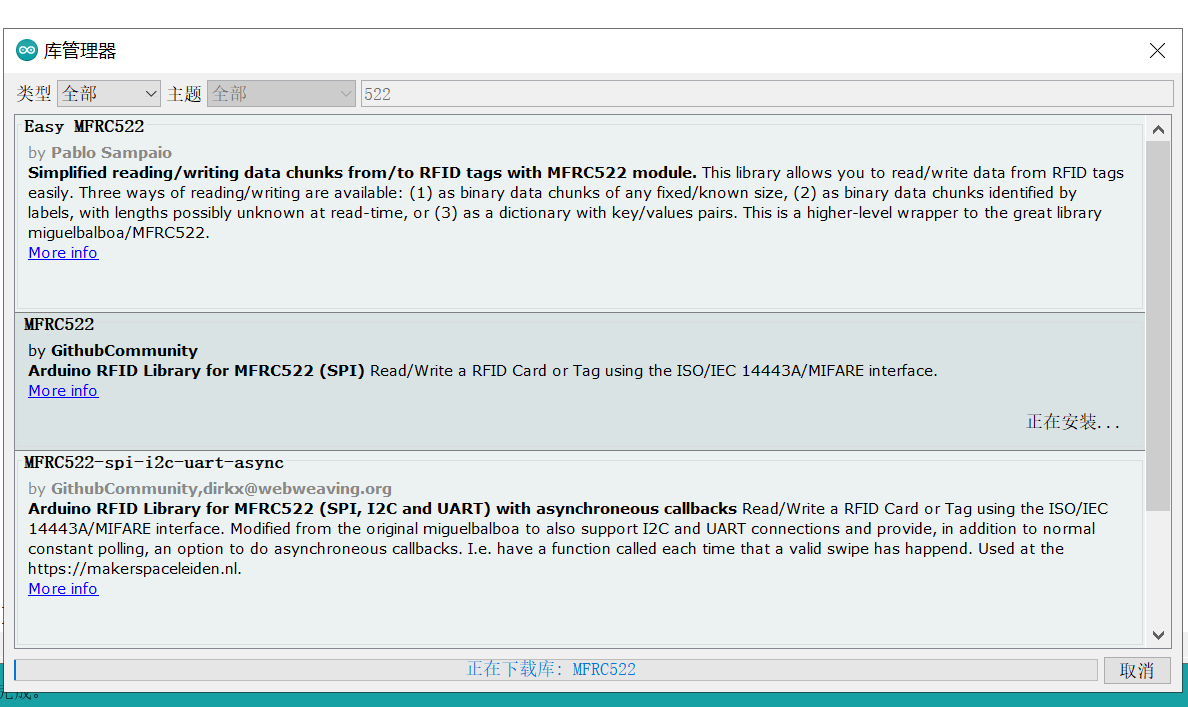 库管理器
类型 全部 主题 全部 522
Easy MFRC522
by Pablo Sampaio
Simplified reading/writing data chunks from/to RFID tags with MFRC522 module. This library allows you to read/write data from RFID tags
easily. Three ways of reading/writing are available: (1) as binary data chunks of any fixed/known size, (2) as binary data chunks identified by
labels, with lengths possibly unknown at read-time, or (3) as a dictionary with key/values pairs. This is a higher-level wrapper to the great library
miguelbalboa/MFRC522.
More info
MFRC522
by GithubCommunity
Arduino RFID Library for MFRC522 (SPI) Read/Write a RFID Card or Tag using the ISO/IEC 14443A/MIFARE interface.
More info
正在安装...
MFRC522-spi-i2c-uart-async
by GithubCommunity,dirkx@webweaving.org
Arduino RFID Library for MFRC522 (SPI, I2C and UART) with asynchronous callbacks Read/Write a RFID Card or Tag using the ISO/IEC
14443A/MIFARE interface. Modified from the original miguelbalboa to also support I2C and UART connections and provide, in addition to normal
constant polling, an option to do asynchronous callbacks. I.e. have a function called each time that a valid swipe has happend. Used at the
https://makerspaceleiden.nl.
More info
正在下载库: MFRC522 取消
完成。